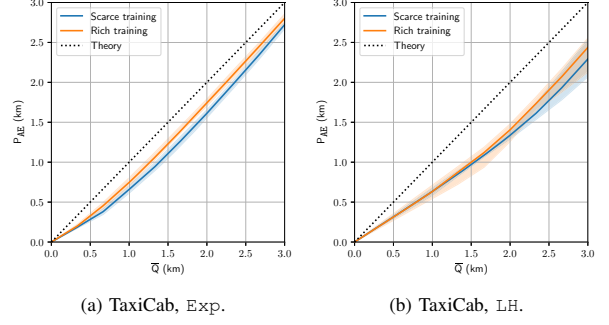 3.0
2.5
2.0
1.5
1.0
0.5
0.0
P_AE (km)
Scarce training
Rich training
Theory
0.0 0.5 1.0 1.5 2.0 2.5 3.0
Q̅ (km)
(a) TaxiCab, Exp.
3.0
2.5
2.0
1.5
1.0
0.5
0.0
P_AE (km)
Scarce training
Rich training
Theory
0.0 0.5 1.0 1.5 2.0 2.5 3.0
Q̅ (km)
(b) TaxiCab, LH.